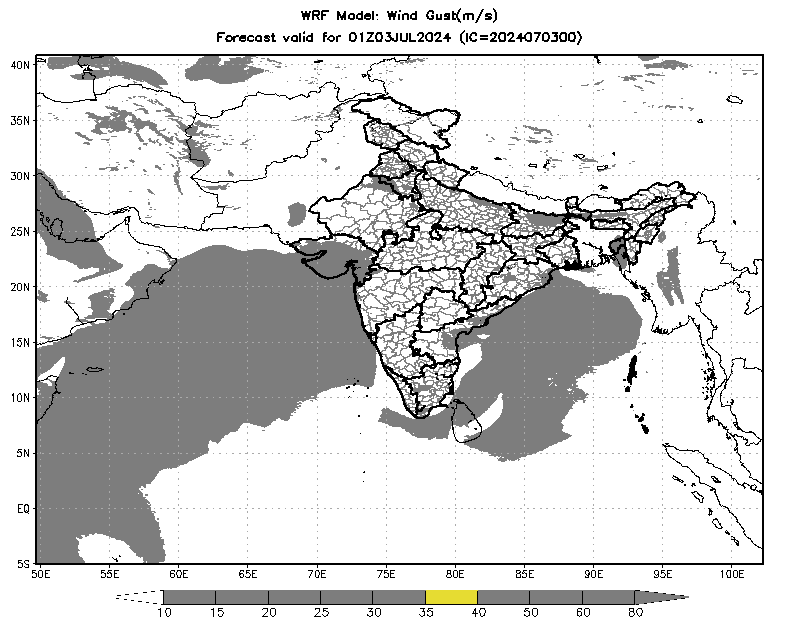 WRF Model: Wind Gust(m/s)
Forecast valid for 01Z03JUL2024 (IC=2024070300)
40N
35N
30N
25N
20N
15N
10N
5N
EQ
5S
50E 55E 60E 65E 70E 75E 80E 85E 90E 95E 100E
10 15 20 25 30 35 40 50 60 80